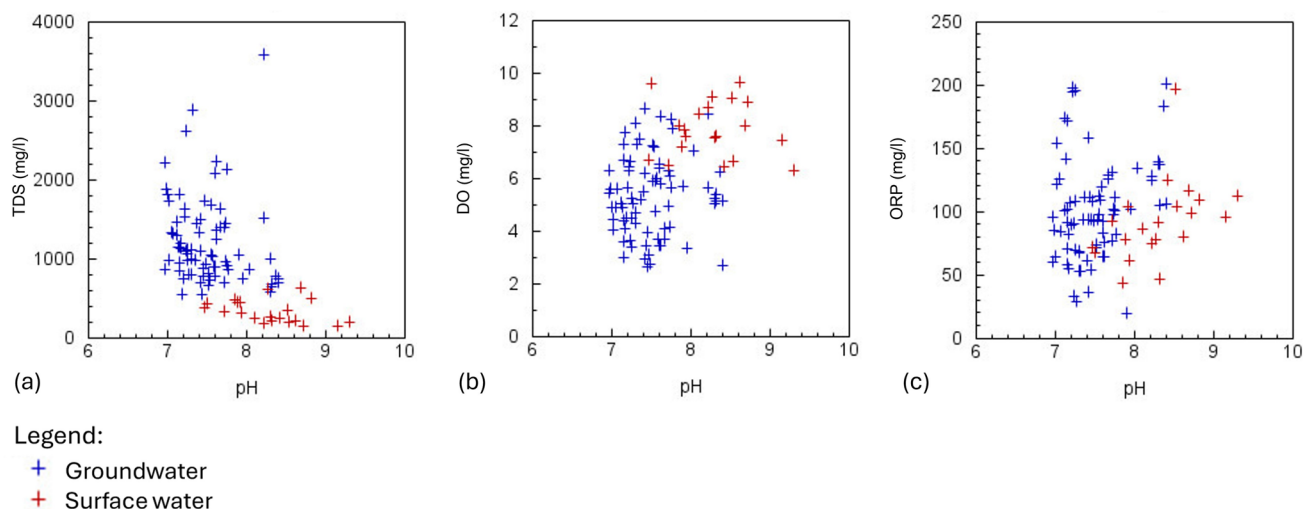 4000
3000
2000
1000
0
6 7 8 9 10
TDS (mg/l)
(a) pH
12
10
8
6
4
2
0
6 7 8 9 10
DO (mg/l)
(b) pH
250
200
150
100
50
0
6 7 8 9 10
ORP (mg/l)
(c) pH
Legend:
Groundwater
Surface water